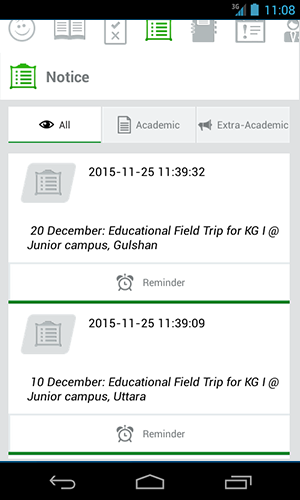 3G 11:08
Notice
All Academic Extra-Academic
2015-11-25 11:39:32
20 December: Educational Field Trip for KG I @
Junior campus, Gulshan
Reminder
2015-11-25 11:39:09
10 December: Educational Field Trip for KG I @
Junior campus, Uttara
Reminder